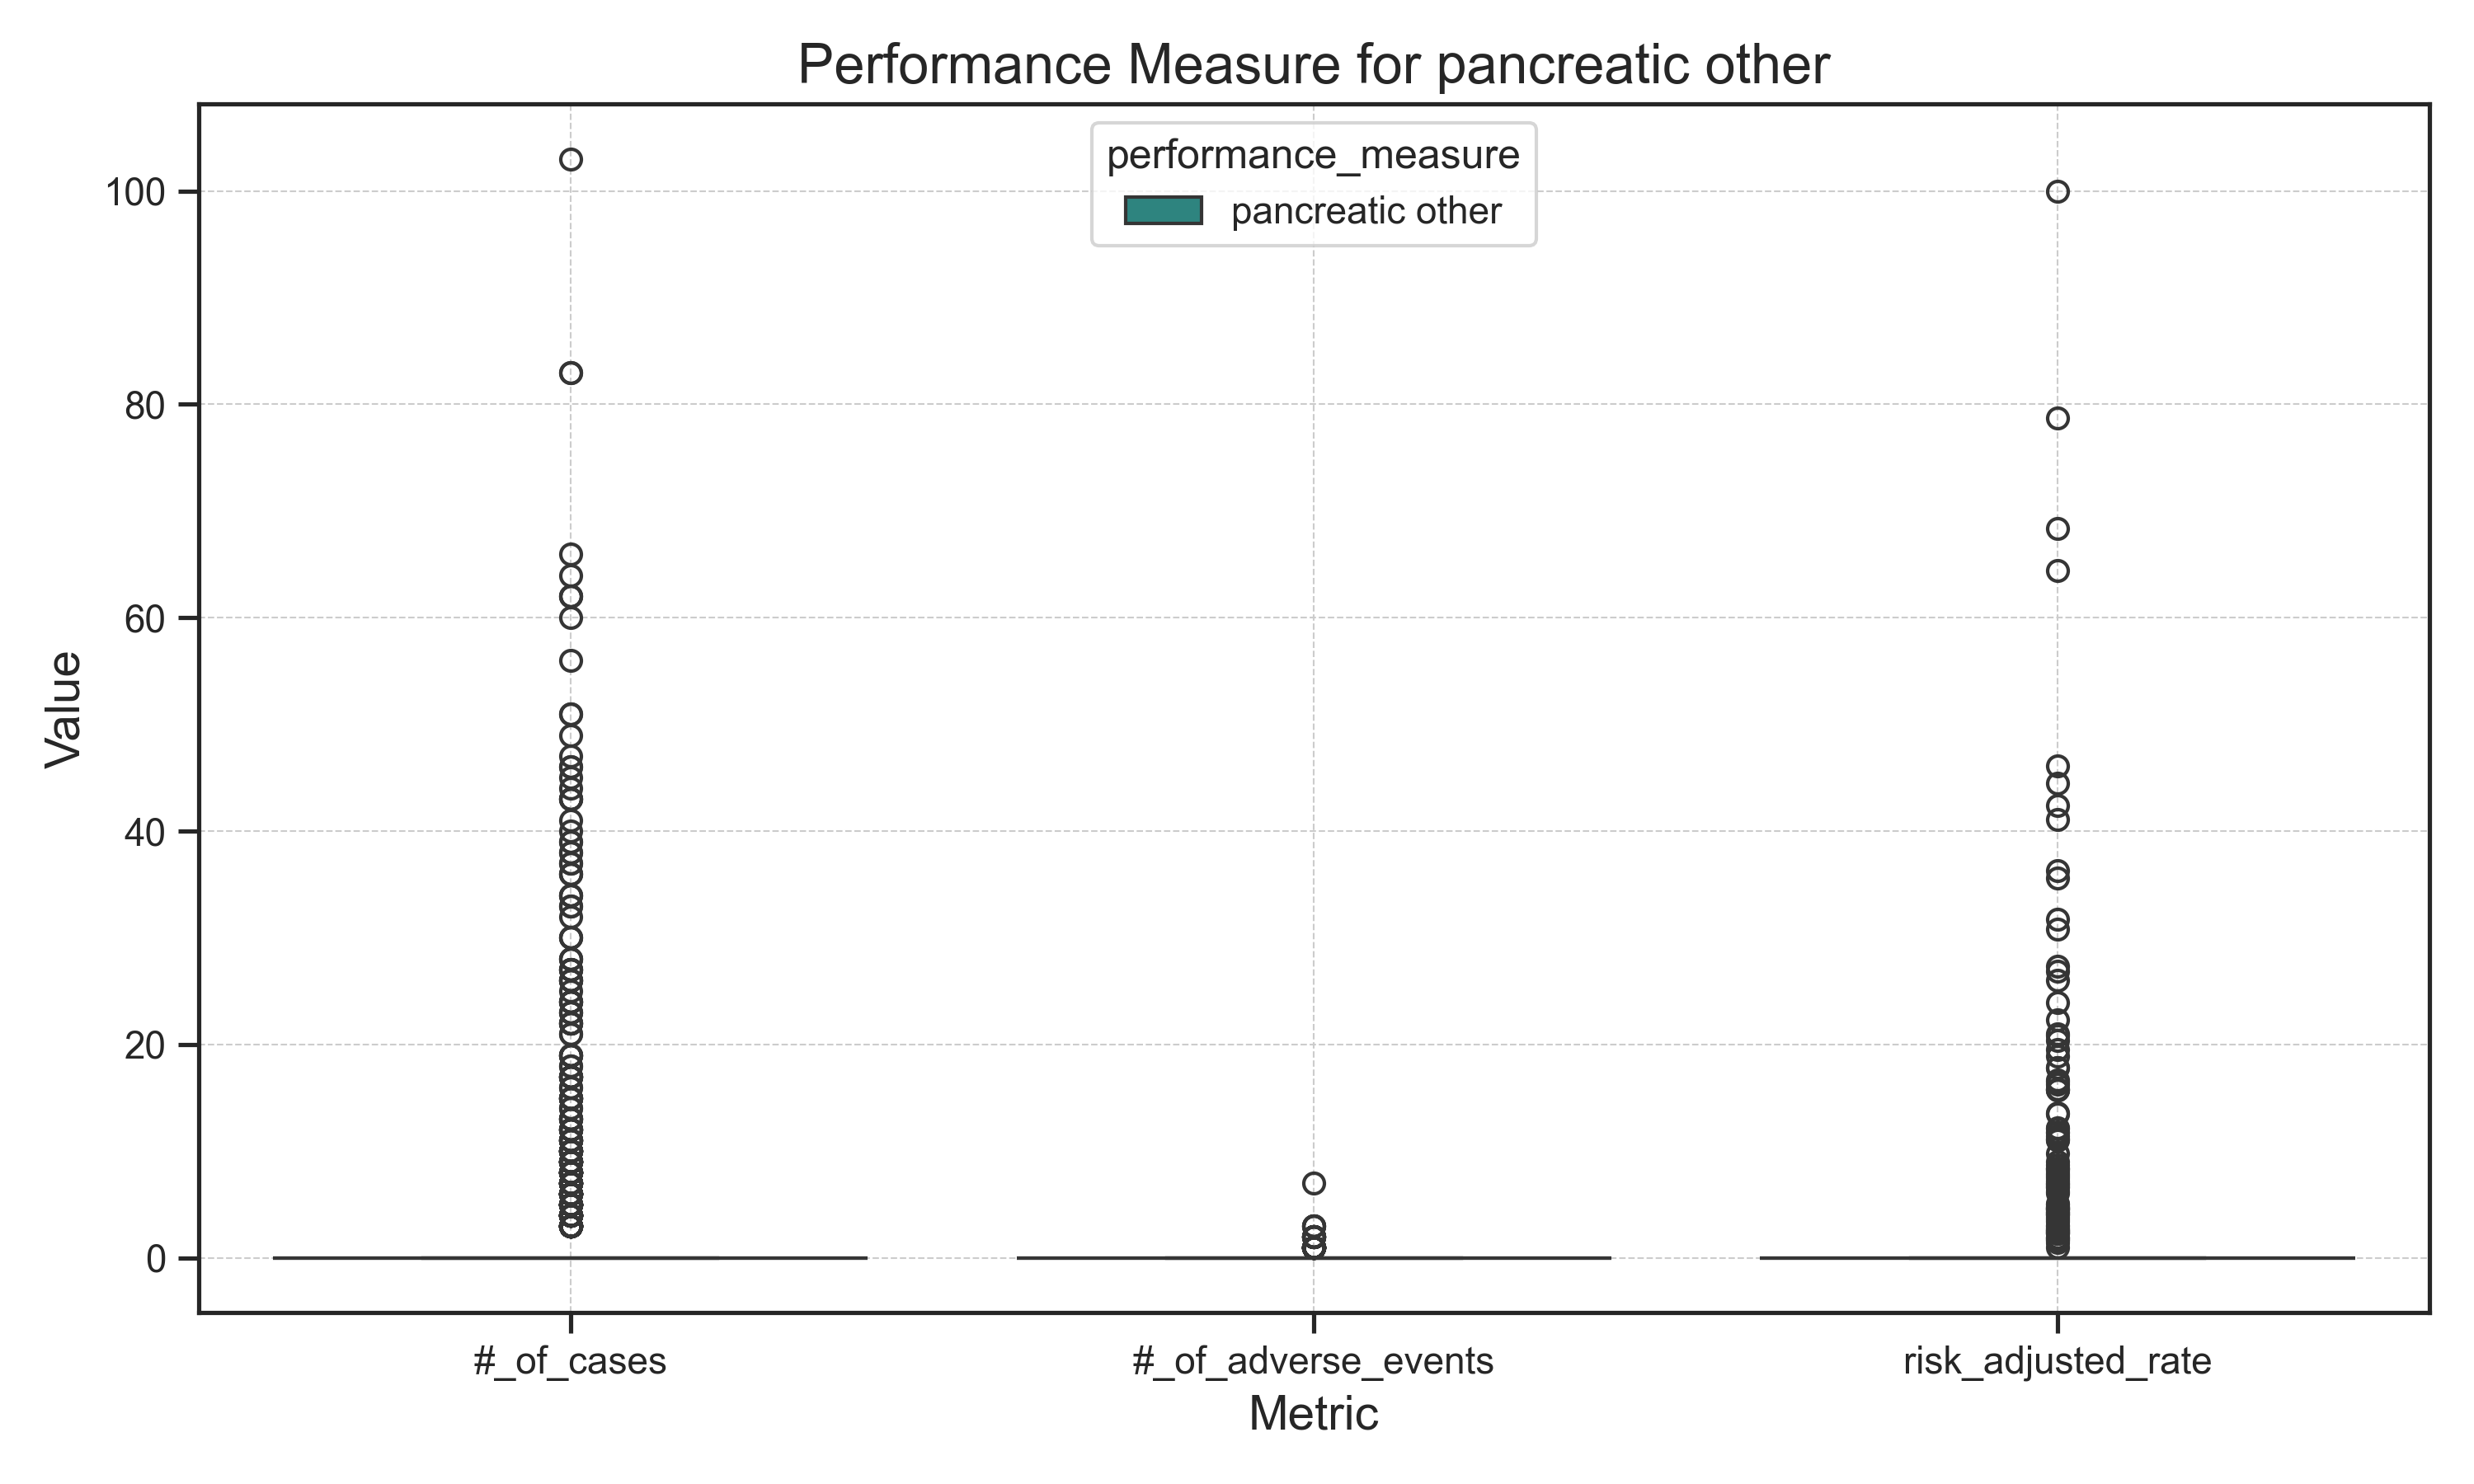 Performance Measure for pancreatic other
performance_measure
pancreatic other
100
80
60
40
20
0
Value
#_of_cases
#_of_adverse_events
risk_adjusted_rate
Metric